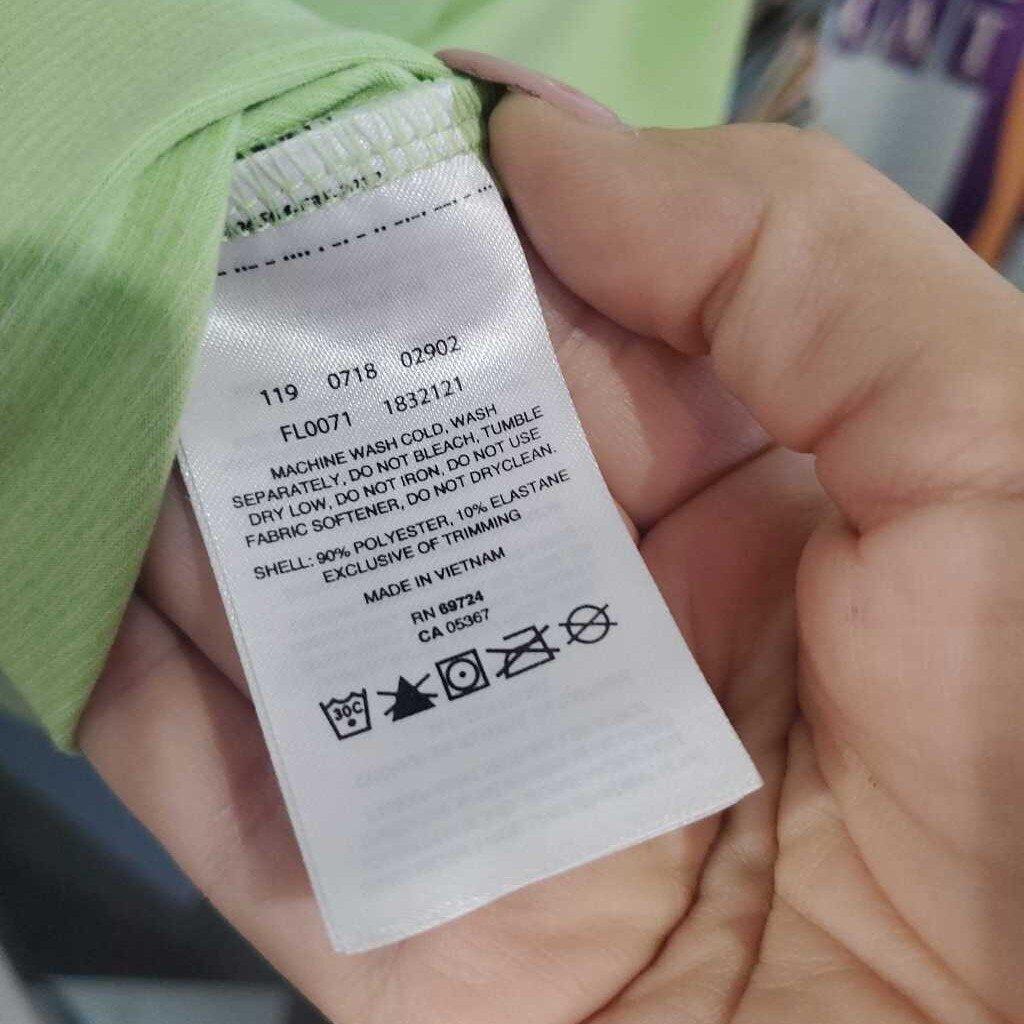 119 0718 02902
FL0071 1832121
MACHINE WASH COLD, WASH
SEPARATELY, DO NOT BLEACH, TUMBLE
DRY LOW, DO NOT IRON, DO NOT USE
FABRIC SOFTENER, DO NOT DRYCLEAN.
SHELL: 90% POLYESTER, 10% ELASTANE
EXCLUSIVE OF TRIMMING
MADE IN VIETNAM
RN 69724
CA 05367
30C